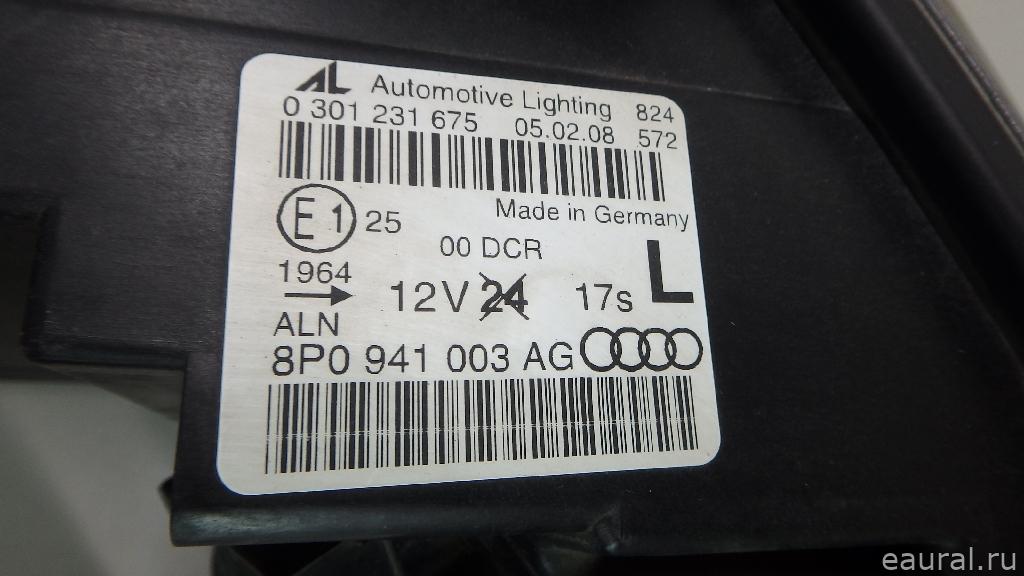 AL Automotive Lighting 824
0 301 231 675 05.02.08 572
Made in Germany
E1 25
00 DCR
1964
12V 24 17s L
ALN
8P0 941 003 AG
eaural.ru